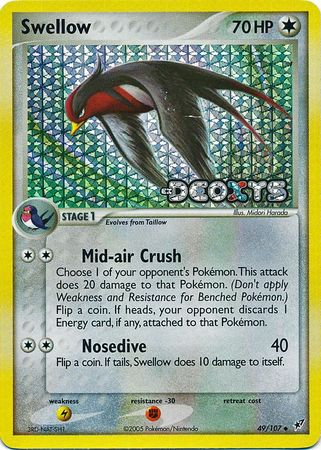 Swellow 70 HP
DEOXYS
Illus. Midori Harada
STAGE 1
Evolves from Taillow
Mid-air Crush
Choose 1 of your opponent's Pokémon. This attack
does 20 damage to that Pokémon. (Don't apply
Weakness and Resistance for Benched Pokémon.)
Flip a coin. If heads, your opponent discards 1
Energy card, if any, attached to that Pokémon.
Nosedive 40
Flip a coin. If tails, Swellow does 10 damage to itself.
weakness resistance -30 retreat cost
©2005 Pokémon/Nintendo 49/107